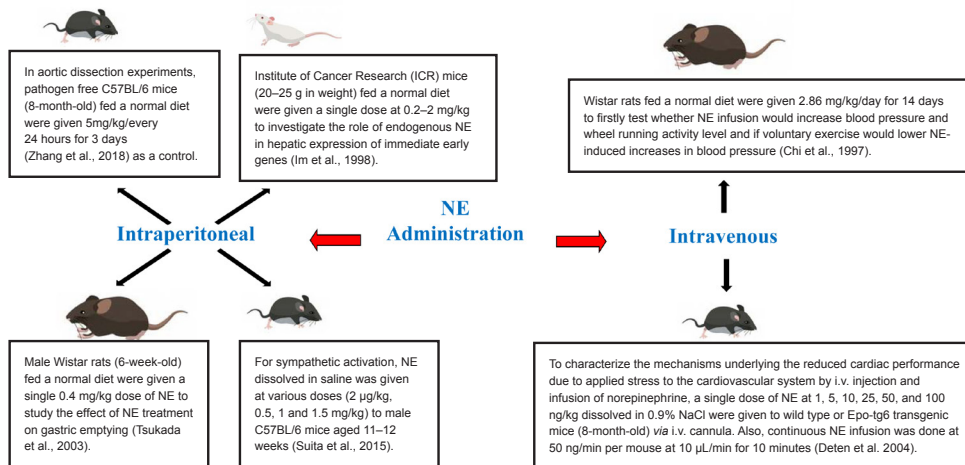 In aortic dissection experiments,
pathogen free C57BL/6 mice
(8-month-old) fed a normal diet
were given 5mg/kg/every
24 hours for 3 days
(Zhang et al., 2018) as a control.
Institute of Cancer Research (ICR) mice
(20–25 g in weight) fed a normal diet
were given a single dose at 0.2–2 mg/kg
to investigate the role of endogenous NE
in hepatic expression of immediate early
genes (Im et al., 1998).
Wistar rats fed a normal diet were given 2.86 mg/kg/day for 14 days
to firstly test whether NE infusion would increase blood pressure and
wheel running activity level and if voluntary exercise would lower NE-
induced increases in blood pressure (Chi et al., 1997).
NE
Administration
Intraperitoneal
Intravenous
Male Wistar rats (6-week-old)
fed a normal diet were given a
single 0.4 mg/kg dose of NE to
study the effect of NE treatment
on gastric emptying (Tsukada
et al., 2003).
For sympathetic activation, NE
dissolved in saline was given
at various doses (2 µg/kg,
0.5, 1 and 1.5 mg/kg) to male
C57BL/6 mice aged 11–12
weeks (Suita et al., 2015).
To characterize the mechanisms underlying the reduced cardiac performance
due to applied stress to the cardiovascular system by i.v. injection and
infusion of norepinephrine, a single dose of NE at 1, 5, 10, 25, 50, and 100
ng/kg dissolved in 0.9% NaCl were given to wild type or Epo-tg6 transgenic
mice (8-month-old) via i.v. cannula. Also, continuous NE infusion was done at
50 ng/min per mouse at 10 µL/min for 10 minutes (Deten et al. 2004).